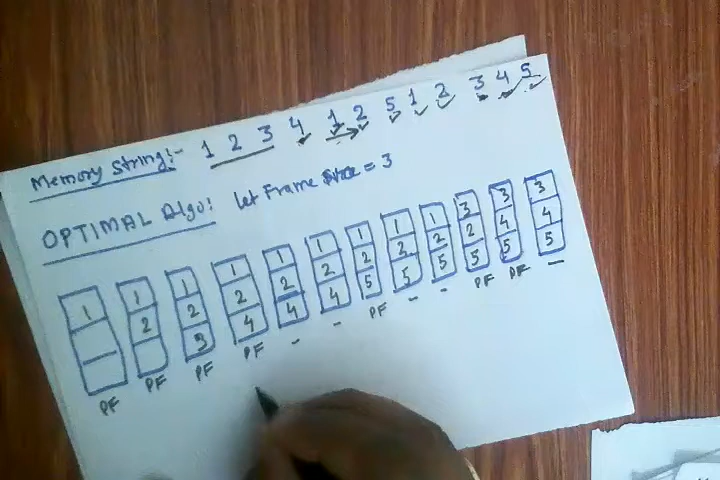 Memory String:- 1 2 3 4 1 2 5 1 2 3 4 5
OPTIMAL Algo: let Frame Size = 3
1 1 1 1 1 1 1 1 1 3 3 3
2 2 2 2 2 2 2 2 2 4 4
3 4 4 4 5 5 5 5 5 5
PF PF PF PF - - PF - - PF PF -